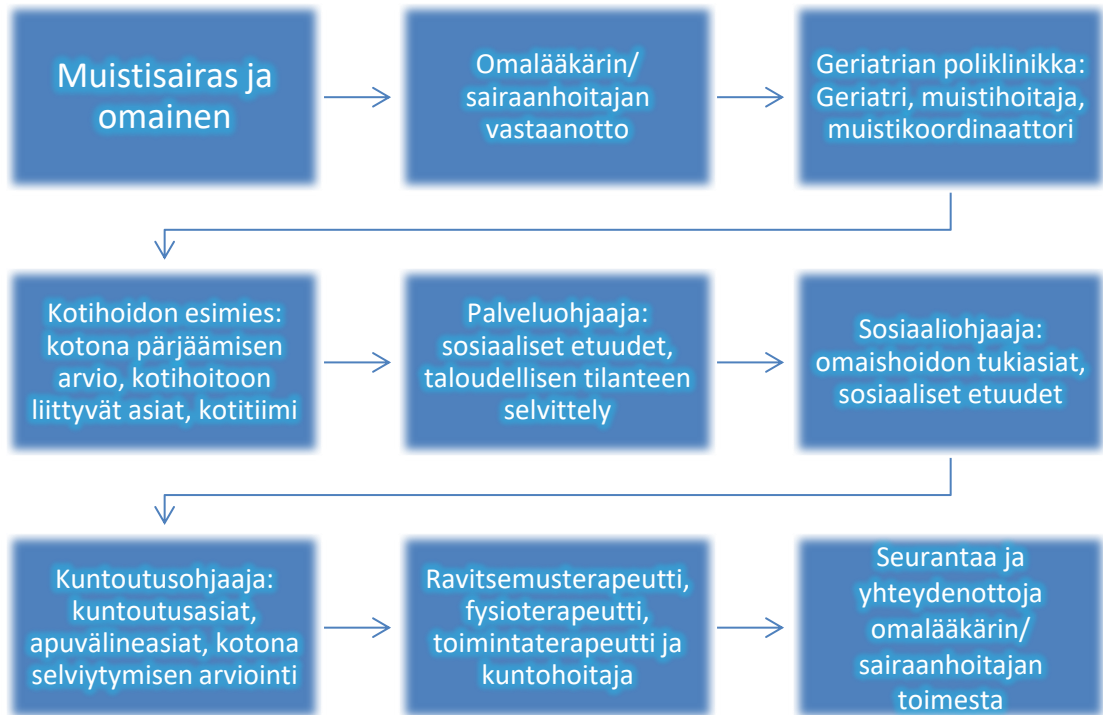 Muistisairas ja
omainen
Omalääkärin/
sairaanhoitajan
vastaanotto
Geriatrian poliklinikka:
Geriatri, muistihoitaja,
muistikoordinaattori
Kotihoidon esimies:
kotona pärjäämisen
arvio, kotihoitoon
liittyvät asiat, kotitiimi
Palveluohjaaja:
sosiaaliset etuudet,
taloudellisen tilanteen
selvittely
Sosiaaliohjaaja:
omaishoidon tukiasiat,
sosiaaliset etuudet
Kuntoutusohjaaja:
kuntoutusasiat,
apuvälineasiat, kotona
selviytymisen arviointi
Ravitsemusterapeutti,
fysioterapeutti,
toimintaterapeutti ja
kuntohoitaja
Seurantaa ja
yhteydenottoja
omalääkärin/
sairaanhoitajan
toimesta